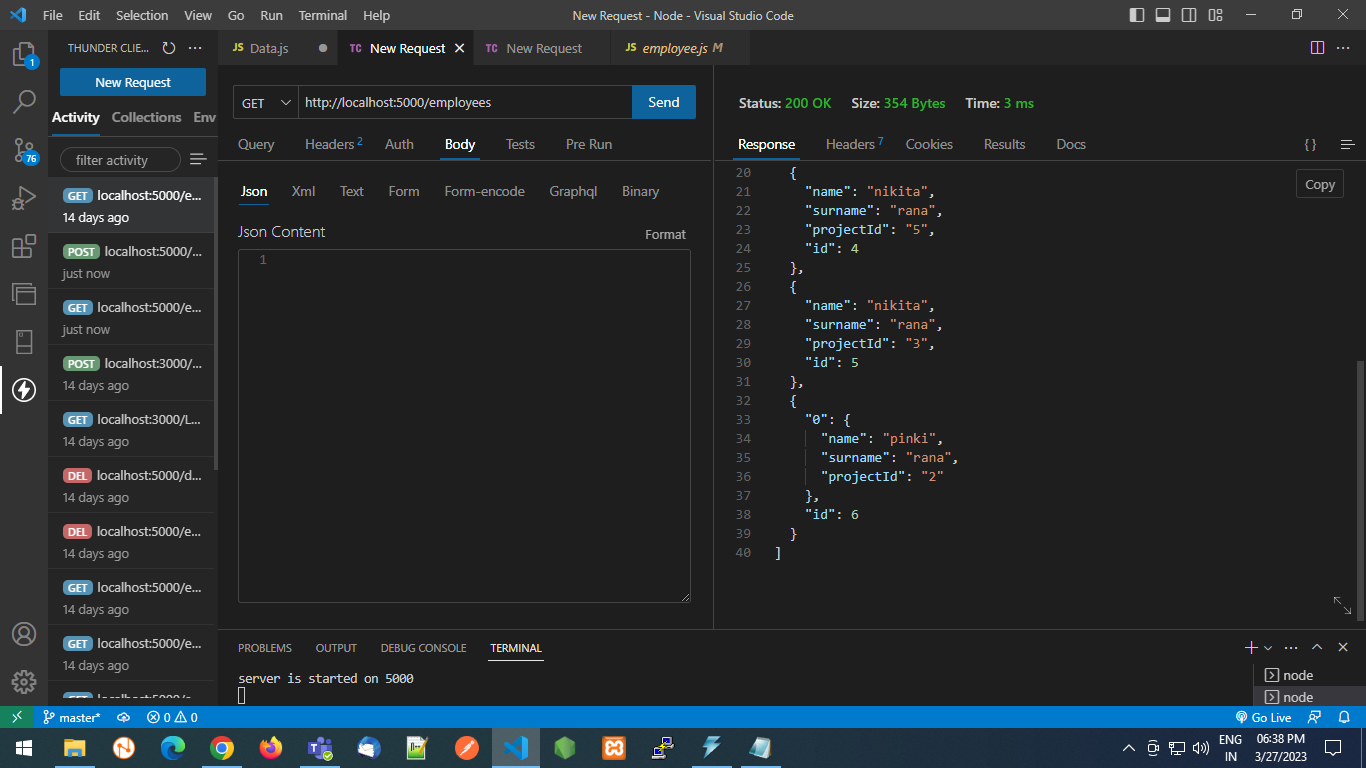 File Edit Selection View Go Run Terminal Help
New Request - Node - Visual Studio Code
1
76
THUNDER CLIE...
New Request
Activity Collections Env
filter activity
GET localhost:5000/e...
14 days ago
POST localhost:5000/...
just now
GET localhost:5000/e...
just now
POST localhost:3000/...
14 days ago
GET localhost:3000/L...
14 days ago
DEL localhost:5000/d...
14 days ago
DEL localhost:5000/e...
14 days ago
GET localhost:5000/e...
14 days ago
GET localhost:5000/e...
14 days ago
JS Data.js
TC New Request
TC New Request
JS employee.js M
GET http://localhost:5000/employees Send
Query Headers 2 Auth Body Tests Pre Run
Json Xml Text Form Form-encode Graphql Binary
Json Content Format
1
Status: 200 OK Size: 354 Bytes Time: 3 ms
Response Headers 7 Cookies Results Docs {}
Copy
20 {
21 "name": "nikita",
22 "surname": "rana",
23 "projectId": "5",
24 "id": 4
25 },
26 {
27 "name": "nikita",
28 "surname": "rana",
29 "projectId": "3",
30 "id": 5
31 },
32 {
33 "0": {
34 "name": "pinki",
35 "surname": "rana",
36 "projectId": "2"
37 },
38 "id": 6
39 }
40 ]
PROBLEMS OUTPUT DEBUG CONSOLE TERMINAL
server is started on 5000
node
node
master* 0 0
Go Live
ENG
IN
06:38 PM
3/27/2023